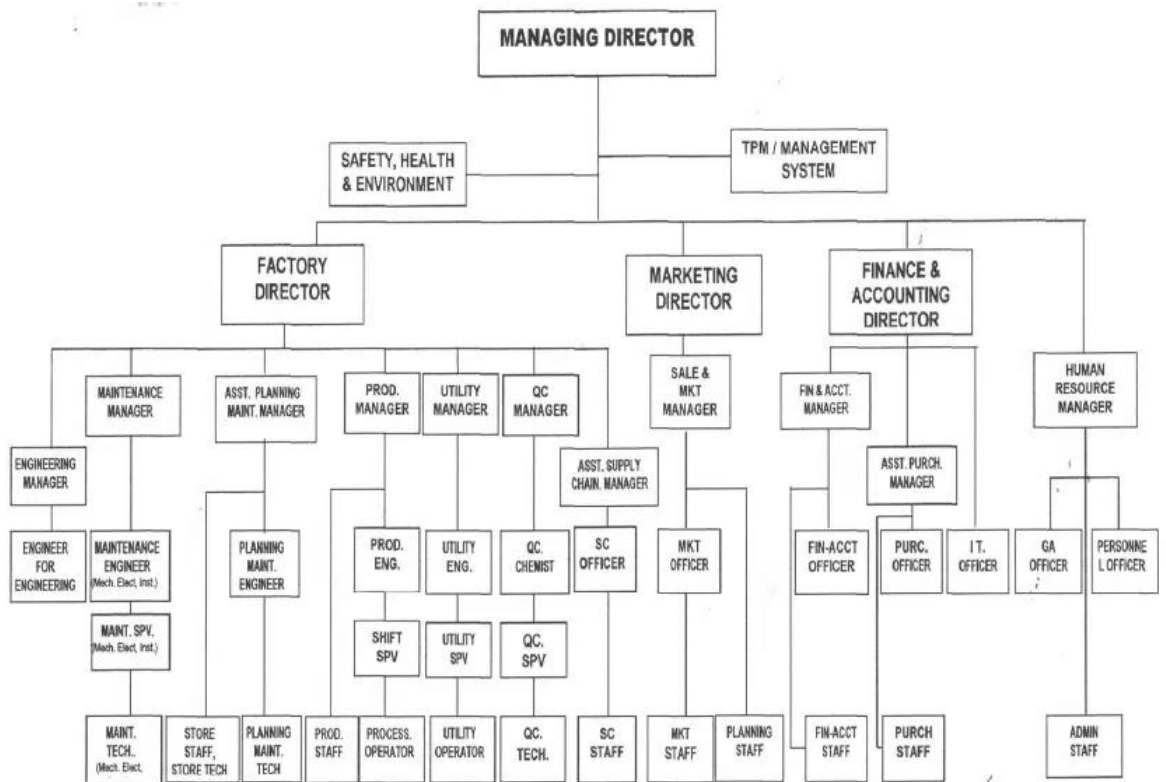 MANAGING DIRECTOR
SAFETY, HEALTH
& ENVIRONMENT
TPM / MANAGEMENT
SYSTEM
FACTORY
DIRECTOR
MARKETING
DIRECTOR
FINANCE &
ACCOUNTING
DIRECTOR
MAINTENANCE
MANAGER
ASST. PLANNING
MAINT. MANAGER
PROD.
MANAGER
UTILITY
MANAGER
QC
MANAGER
SALE &
MKT
MANAGER
FIN & ACCT.
MANAGER
HUMAN
RESOURCE
MANAGER
ENGINEERING
MANAGER
ASST. SUPPLY
CHAIN. MANAGER
ASST. PURCH.
MANAGER
ENGINEER
FOR
ENGINEERING
MAINTENANCE
ENGINEER
(Mech. Elect, Inst.)
PLANNING
MAINT.
ENGINEER
PROD.
ENG.
UTILITY
ENG.
QC.
CHEMIST
SC
OFFICER
MKT
OFFICER
FIN-ACCT
OFFICER
PURC.
OFFICER
I T.
OFFICER
GA
OFFICER
PERSONNE
L OFFICER
MAINT. SPV.
(Mech. Elect, Inst.)
SHIFT
SPV
UTILITY
SPV
QC.
SPV
MAINT.
TECH..
(Mech. Elect,
STORE
STAFF,
STORE TECH
PLANNING
MAINT.
TECH
PROD.
STAFF
PROCESS.
OPERATOR
UTILITY
OPERATOR
QC.
TECH.
SC
STAFF
MKT
STAFF
PLANNING
STAFF
FIN-ACCT
STAFF
PURCH
STAFF
ADMIN
STAFF